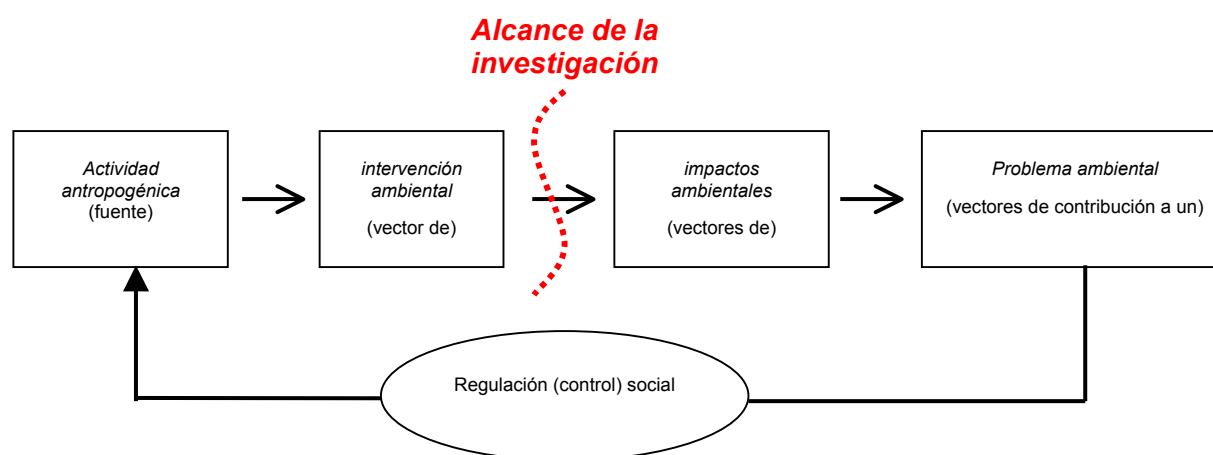 Alcance de la
investigación
Actividad
antropogénica
(fuente)
intervención
ambiental
(vector de)
impactos
ambientales
(vectores de)
Problema ambiental
(vectores de contribución a un)
Regulación (control) social